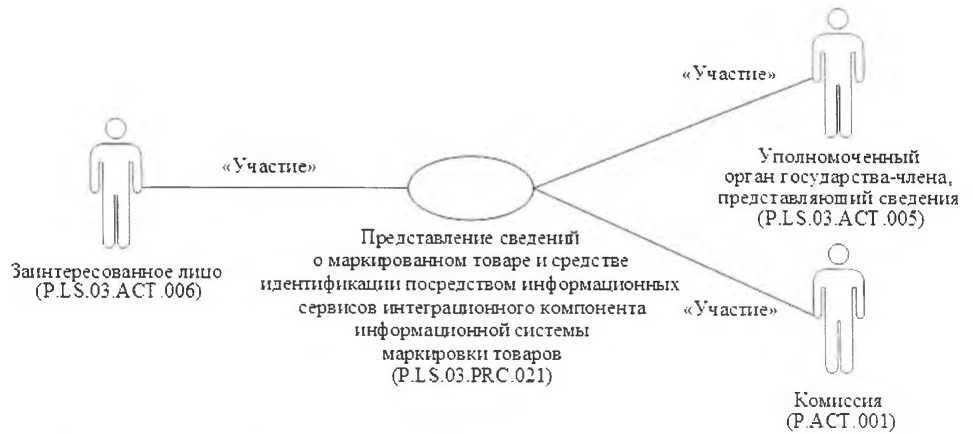 «Участие»
Уполномоченный
орган государства-члена,
представляющий сведения
(P.LS.03.ACT.005)
«Участие»
Заинтересованное лицо
(P.LS.03.ACT.006)
Представление сведений
о маркированном товаре и средстве
идентификации посредством информационных
сервисов интеграционного компонента
информационной системы
маркировки товаров
(P.LS.03.PRC.021)
«Участие»
Комиссия
(P.ACT.001)